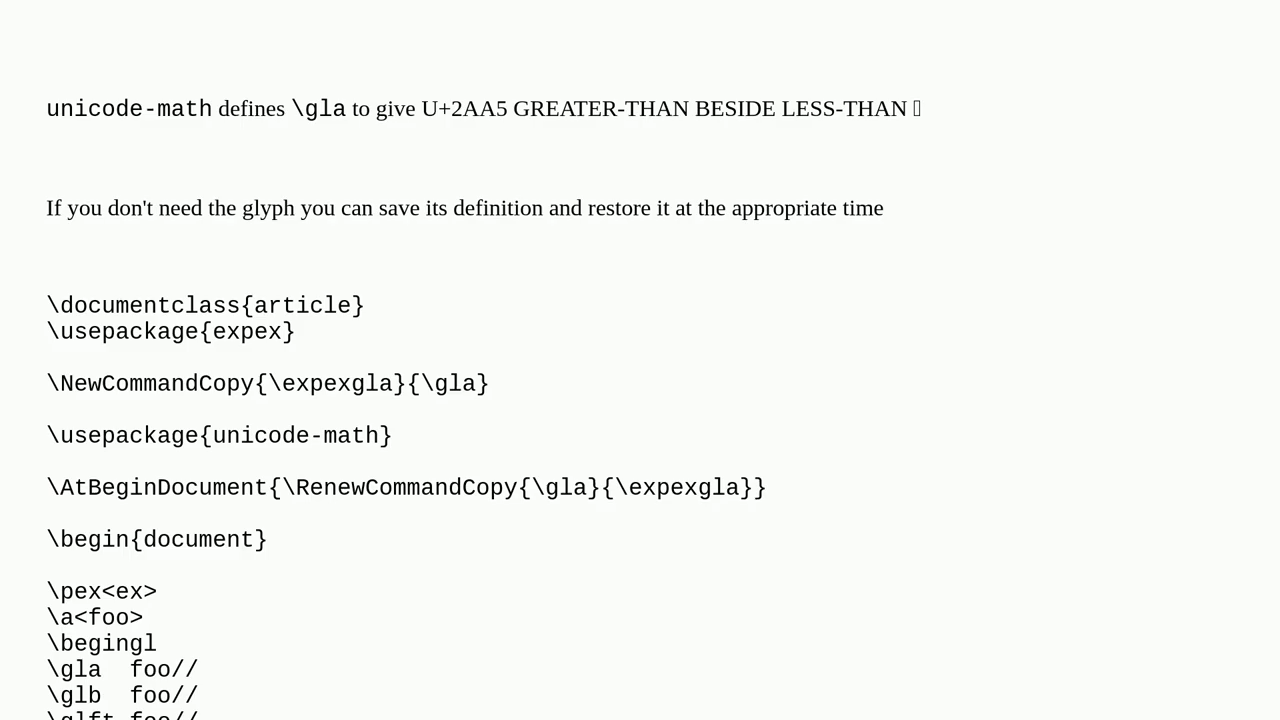 unicode-math defines \gla to give U+2AA5 GREATER-THAN BESIDE LESS-THAN
If you don't need the glyph you can save its definition and restore it at the appropriate time
\documentclass{article}
\usepackage{expex}
\NewCommandCopy{\expexgla}{\gla}
\usepackage{unicode-math}
\AtBeginDocument{\RenewCommandCopy{\gla}{\expexgla}}
\begin{document}
\pex<ex>
\a<foo>
\begingl
\gla  foo//
\glb  foo//
\glft foo//